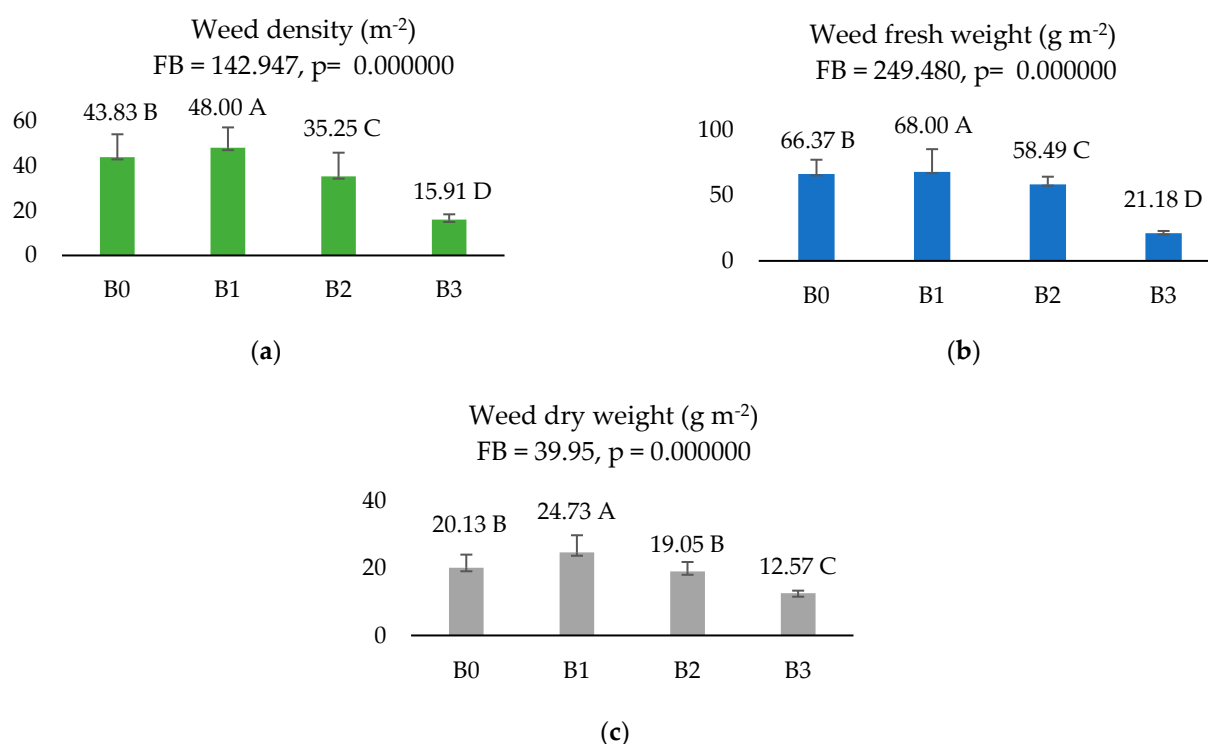 Weed density (m⁻²)
FB = 142.947, p= 0.000000
60
40
20
0
43.83 B
48.00 A
35.25 C
15.91 D
B0 B1 B2 B3
(a)
Weed fresh weight (g m⁻²)
FB = 249.480, p= 0.000000
100
50
0
66.37 B
68.00 A
58.49 C
21.18 D
B0 B1 B2 B3
(b)
Weed dry weight (g m⁻²)
FB = 39.95, p = 0.000000
40
20
0
20.13 B
24.73 A
19.05 B
12.57 C
B0 B1 B2 B3
(c)